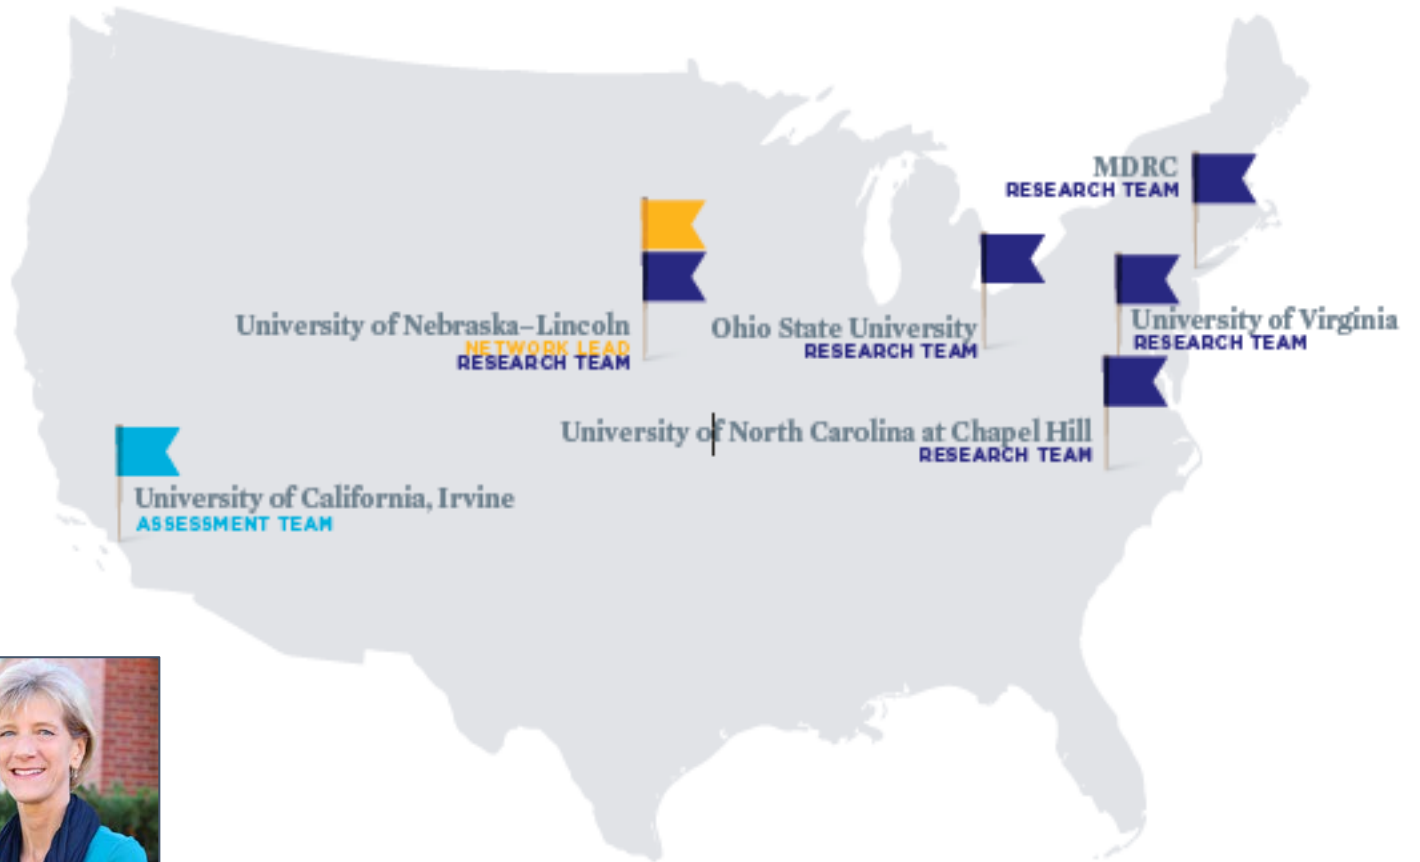 MDRC
RESEARCH TEAM
University of Nebraska–Lincoln
NETWORK LEAD
RESEARCH TEAM
Ohio State University
RESEARCH TEAM
University of Virginia
RESEARCH TEAM
University of North Carolina at Chapel Hill
RESEARCH TEAM
University of California, Irvine
ASSESSMENT TEAM